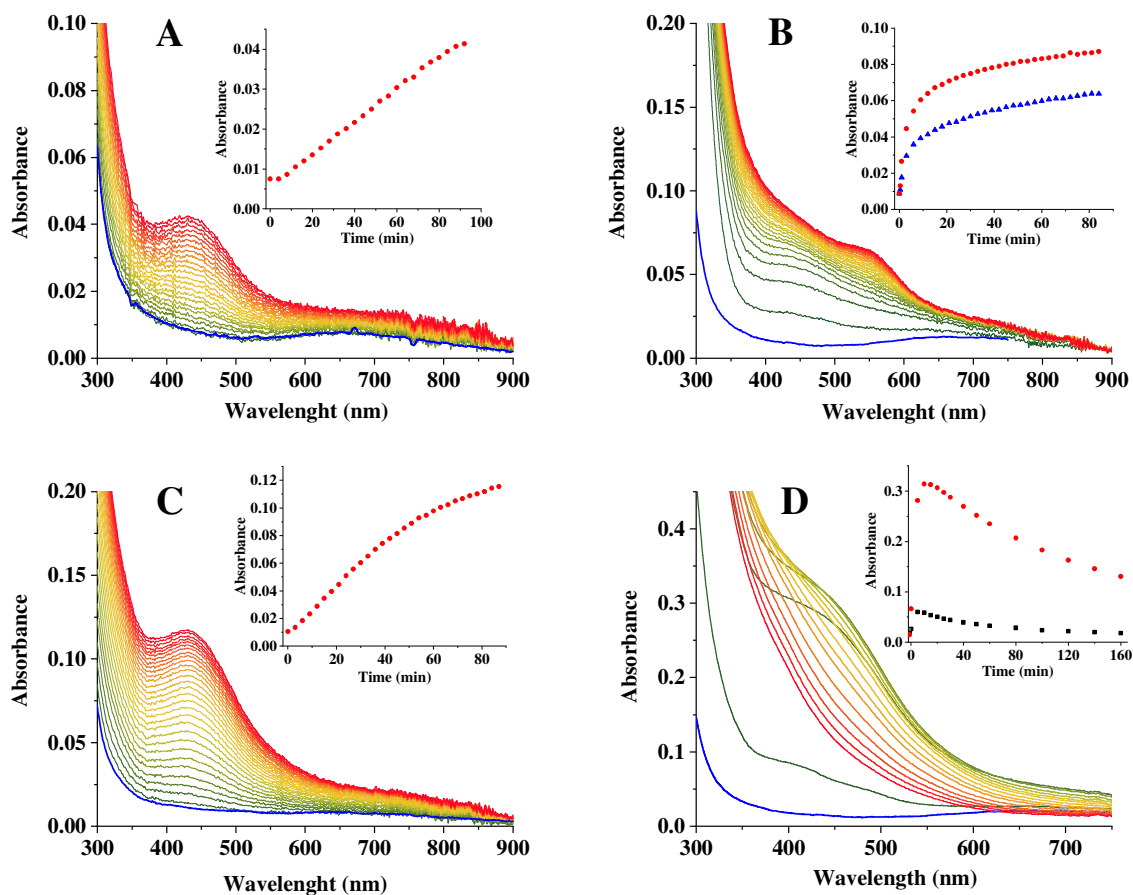 A
0.10
0.08
0.06
0.04
0.02
0.00
Absorbance
300 400 500 600 700 800 900
Wavelenght (nm)
0.04
0.03
0.02
0.01
0.00
Absorbance
0 20 40 60 80 100
Time (min)
B
0.20
0.15
0.10
0.05
0.00
Absorbance
300 400 500 600 700 800 900
Wavelenght (nm)
0.10
0.08
0.06
0.04
0.02
0.00
Absorbance
0 20 40 60 80
Time (min)
C
0.20
0.15
0.10
0.05
0.00
Absorbance
300 400 500 600 700 800 900
Wavelenght (nm)
0.12
0.10
0.08
0.06
0.04
0.02
0.00
Absorbance
0 20 40 60 80
Time (min)
D
0.4
0.3
0.2
0.1
0.0
Absorbance
300 400 500 600 700
Wavelength (nm)
0.3
0.2
0.1
0.0
Absorbance
0 40 80 120 160
Time (min)